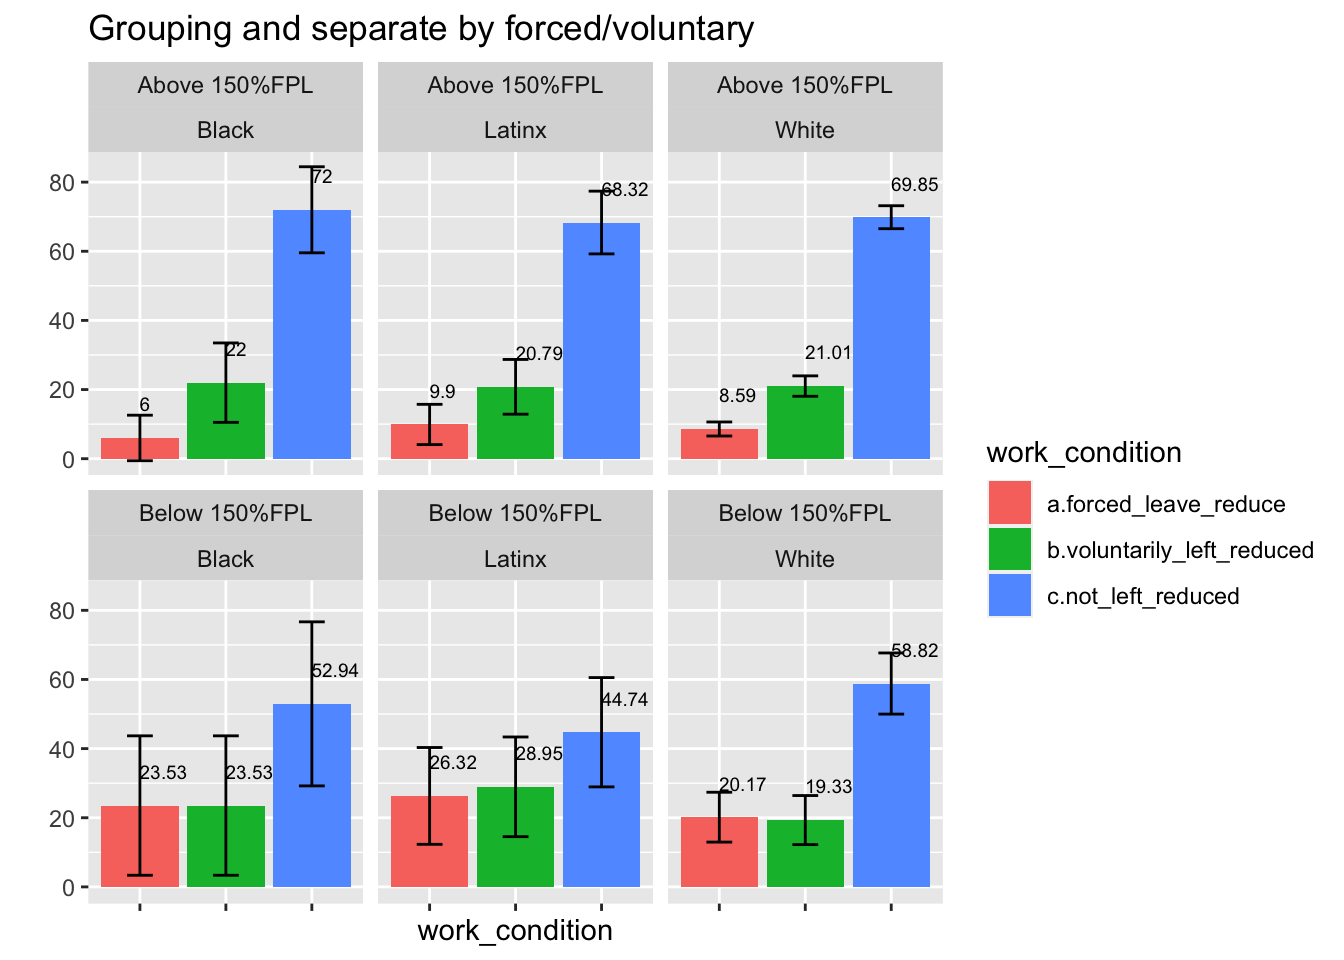 Grouping and separate by forced/voluntary
Above 150%FPL
Black
Above 150%FPL
Latinx
Above 150%FPL
White
80
60
40
20
0
6
22
72
9.9
20.79
68.32
8.59
21.01
69.85
Below 150%FPL
Black
Below 150%FPL
Latinx
Below 150%FPL
White
80
60
40
20
0
23.53
23.53
52.94
26.32
28.95
44.74
20.17
19.33
58.82
work_condition
work_condition
a.forced_leave_reduce
b.voluntarily_left_reduced
c.not_left_reduced